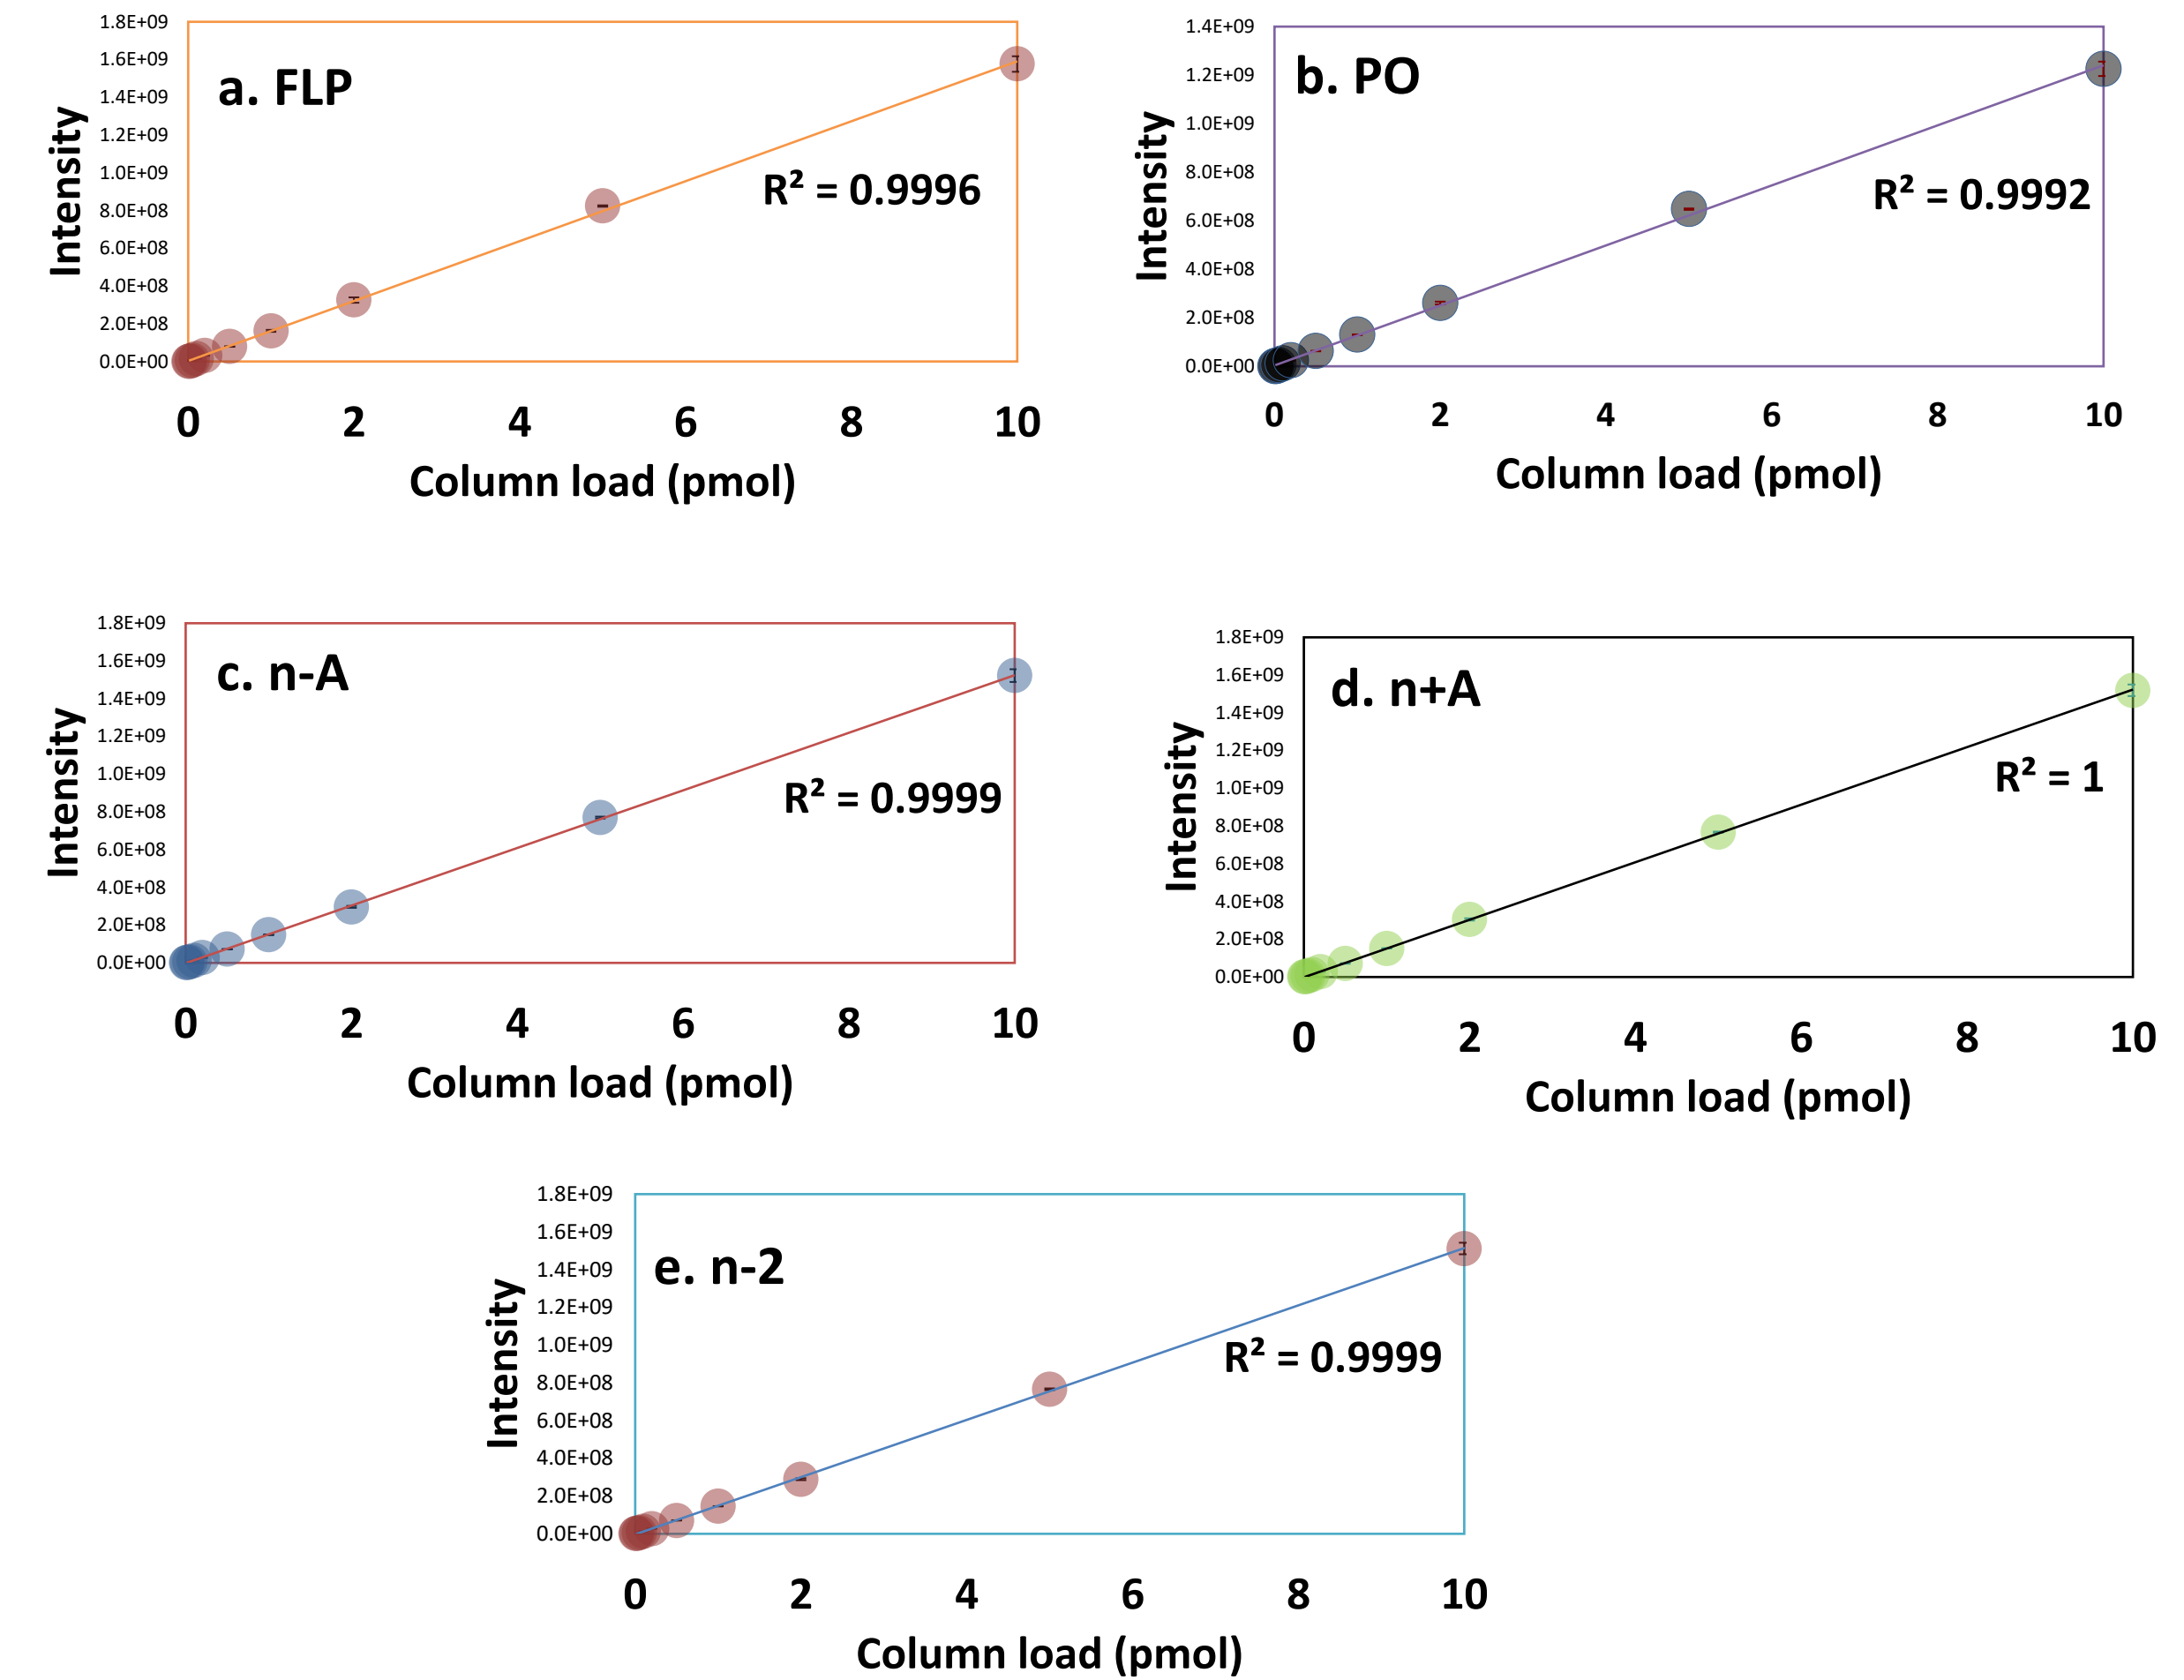 a. FLP
Intensity
1.8E+09
1.6E+09
1.4E+09
1.2E+09
1.0E+09
8.0E+08
6.0E+08
4.0E+08
2.0E+08
0.0E+00
R² = 0.9996
0 2 4 6 8 10
Column load (pmol)
b. PO
Intensity
1.4E+09
1.2E+09
1.0E+09
8.0E+08
6.0E+08
4.0E+08
2.0E+08
0.0E+00
R² = 0.9992
0 2 4 6 8 10
Column load (pmol)
c. n-A
Intensity
1.8E+09
1.6E+09
1.4E+09
1.2E+09
1.0E+09
8.0E+08
6.0E+08
4.0E+08
2.0E+08
0.0E+00
R² = 0.9999
0 2 4 6 8 10
Column load (pmol)
d. n+A
Intensity
1.8E+09
1.6E+09
1.4E+09
1.2E+09
1.0E+09
8.0E+08
6.0E+08
4.0E+08
2.0E+08
0.0E+00
R² = 1
0 2 4 6 8 10
Column load (pmol)
e. n-2
Intensity
1.8E+09
1.6E+09
1.4E+09
1.2E+09
1.0E+09
8.0E+08
6.0E+08
4.0E+08
2.0E+08
0.0E+00
R² = 0.9999
0 2 4 6 8 10
Column load (pmol)